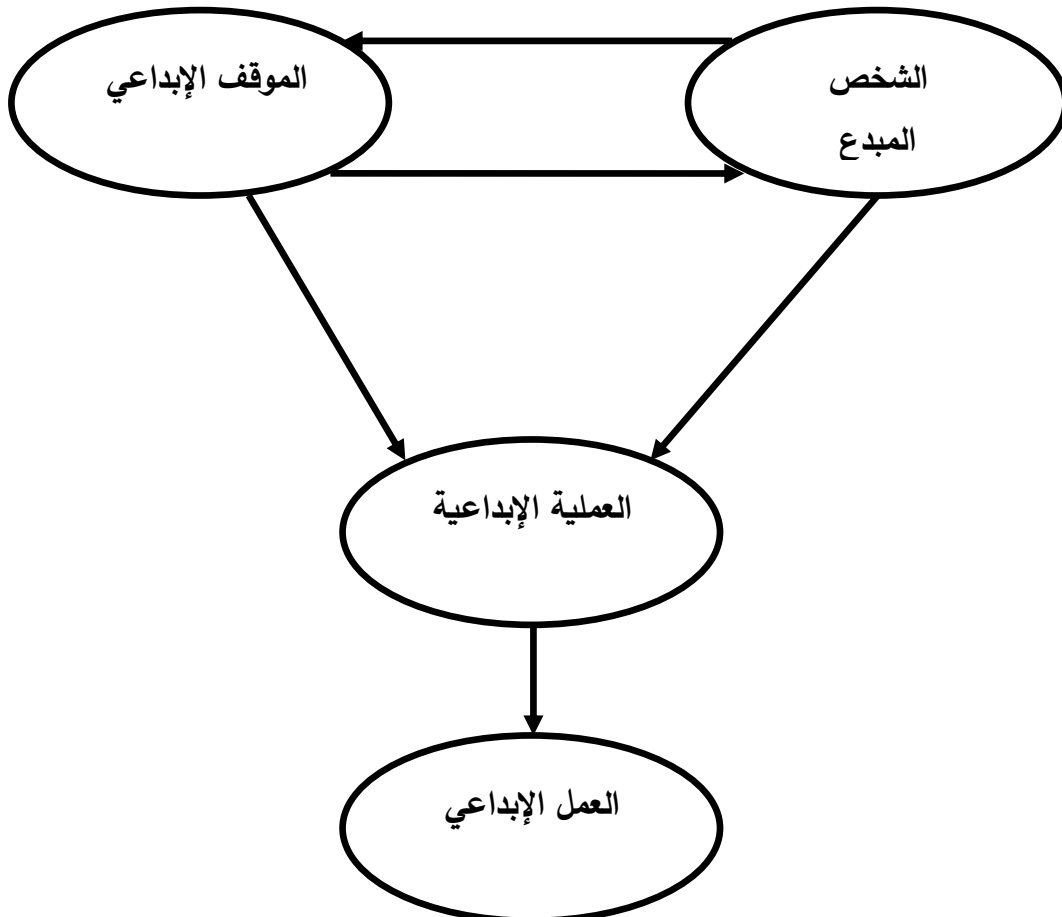 الشخص
المبدع
الموقف الإبداعي
العملية الإبداعية
العمل الإبداعي